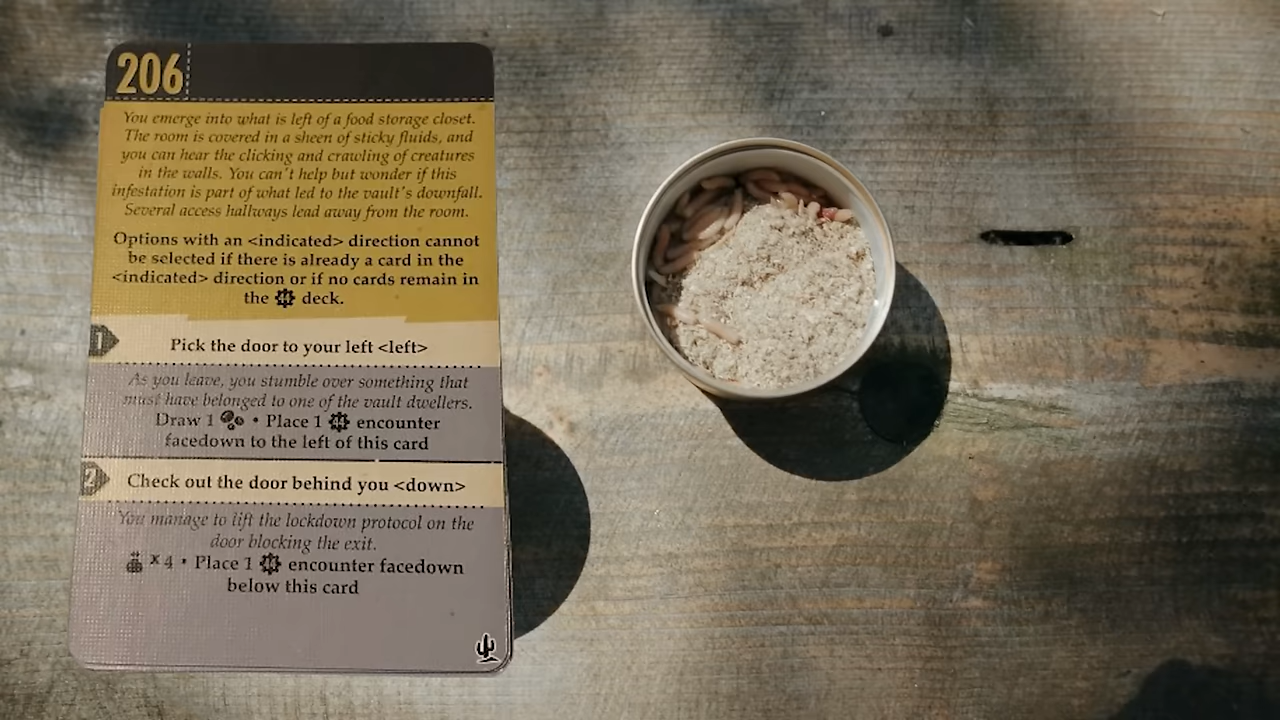 206
You emerge into what is left of a food storage closet.
The room is covered in a sheen of sticky fluids, and
you can hear the clicking and crawling of creatures
in the walls. You can't help but wonder if this
infestation is part of what led to the vault's downfall.
Several access hallways lead away from the room.
Options with an <indicated> direction cannot
be selected if there is already a card in the
<indicated> direction or if no cards remain in
the 44 deck.
1 Pick the door to your left <left>
As you leave, you stumble over something that
must have belonged to one of the vault dwellers.
Draw 1 • Place 1 44 encounter
facedown to the left of this card
2 Check out the door behind you <down>
You manage to lift the lockdown protocol on the
door blocking the exit.
x 4 • Place 1 44 encounter facedown
below this card